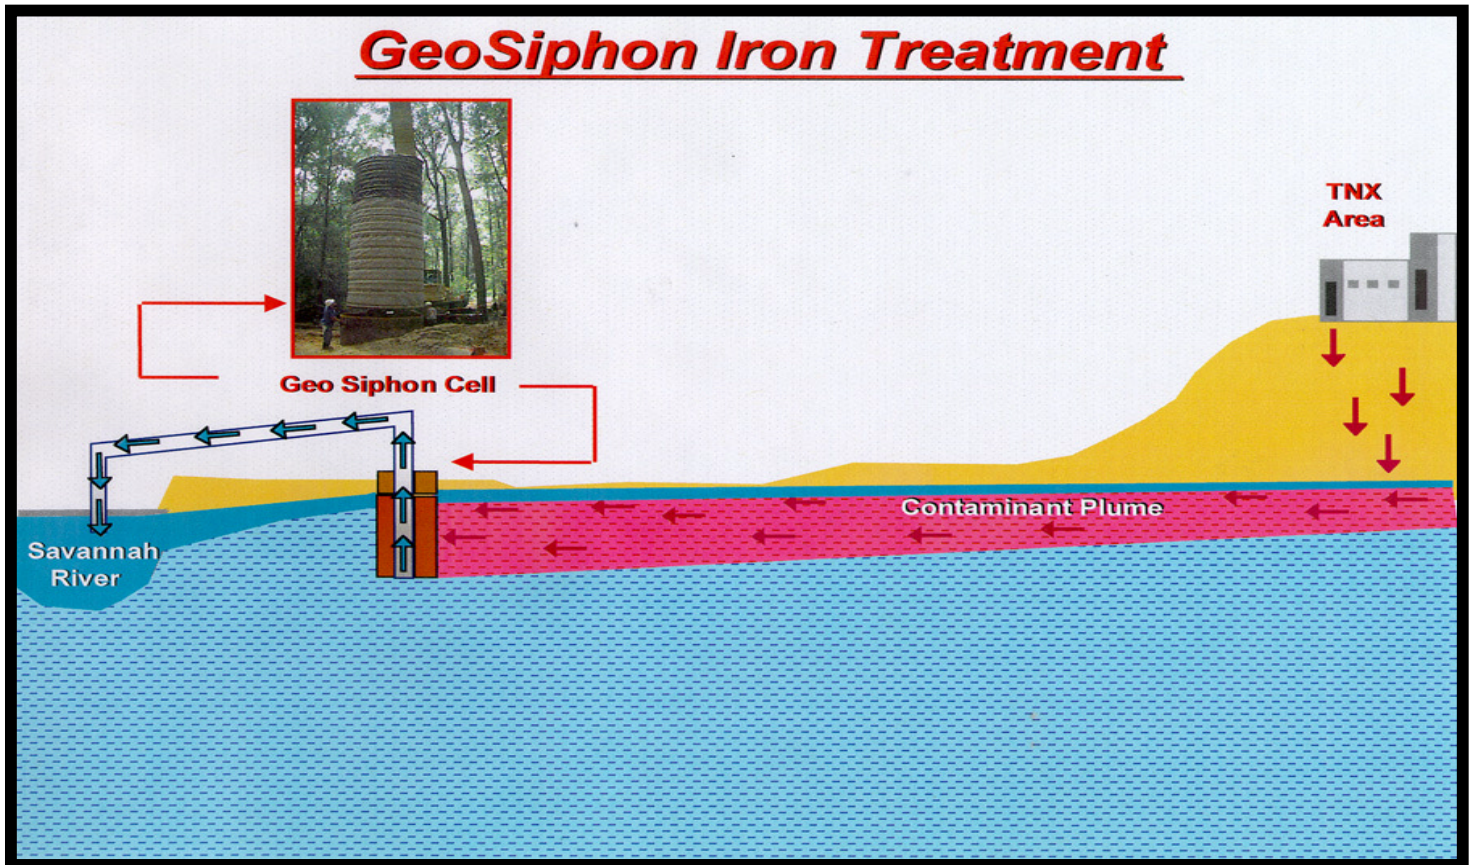 GeoSiphon Iron Treatment
TNX
Area
Geo Siphon Cell
Contaminant Plume
Savannah
River